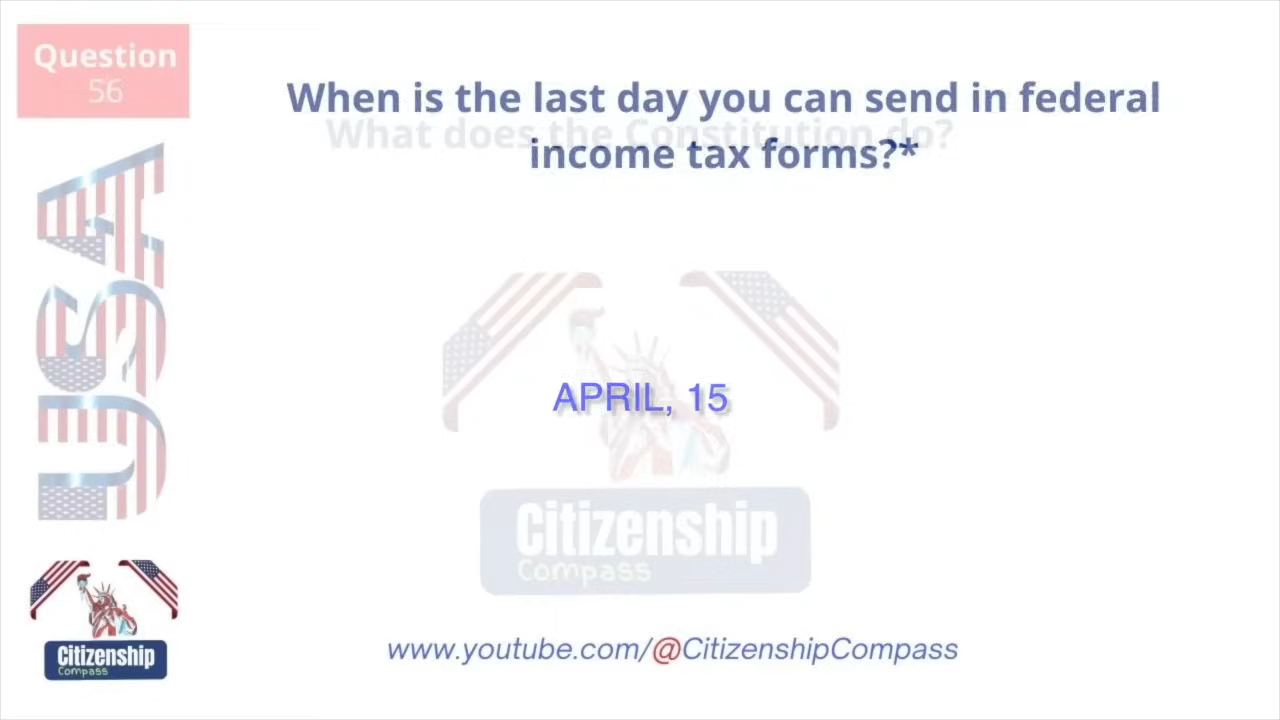 Question
56
When is the last day you can send in federal
What does the Constitution do?
income tax forms?*
USA
APRIL, 15
Citizenship
Compass
www.youtube.com/@CitizenshipCompass
Citizenship
Compass